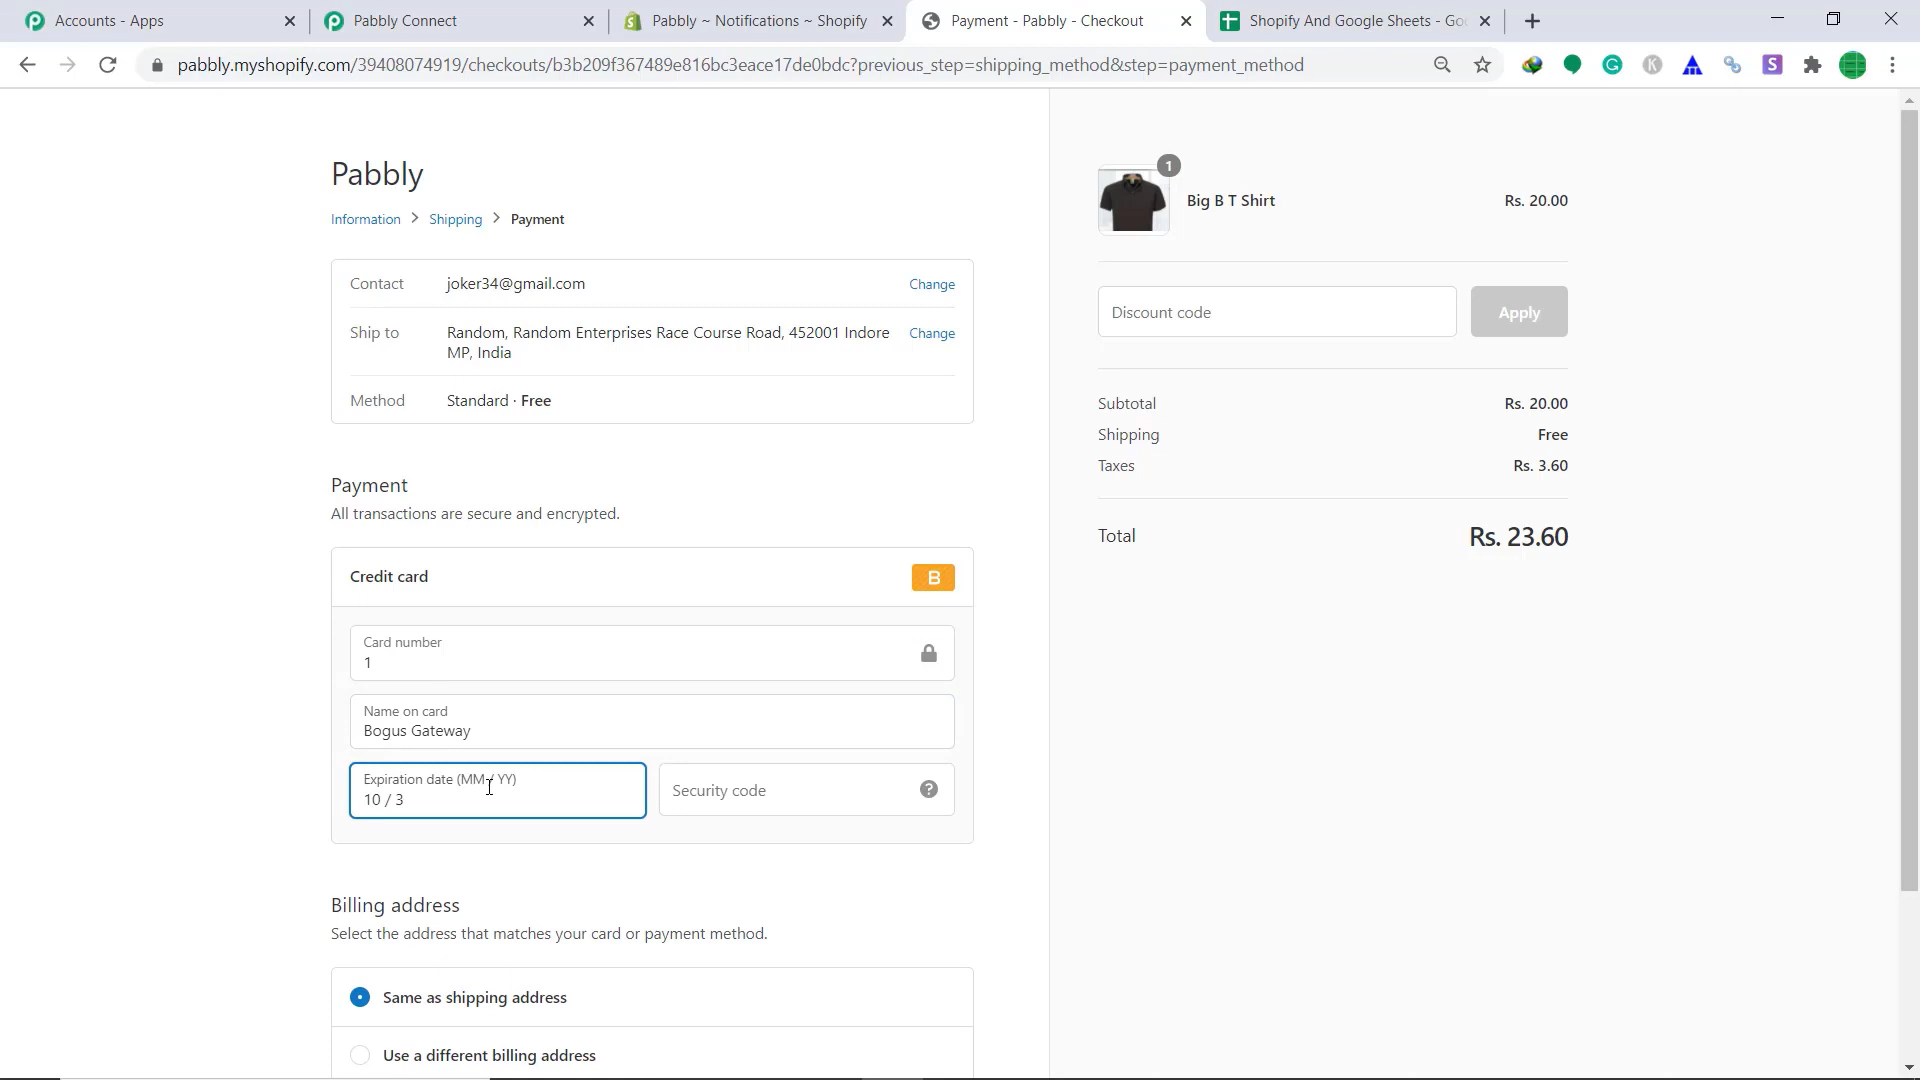 Accounts - Apps
Pabbly Connect
Pabbly ~ Notifications ~ Shopify
Payment - Pabbly - Checkout
Shopify And Google Sheets - Goo
pabbly.myshopify.com/39408074919/checkouts/b3b209f367489e816bc3eace17de0bdc?previous_step=shipping_method&step=payment_method
Pabbly
Information > Shipping > Payment
Contact joker34@gmail.com Change
Ship to Random, Random Enterprises Race Course Road, 452001 Indore Change
MP, India
Method Standard · Free
Payment
All transactions are secure and encrypted.
Credit card B
Card number
1
Name on card
Bogus Gateway
Expiration date (MM / YY)
10 / 3
Security code ?
Billing address
Select the address that matches your card or payment method.
Same as shipping address
Use a different billing address
1
Big B T Shirt Rs. 20.00
Discount code Apply
Subtotal Rs. 20.00
Shipping Free
Taxes Rs. 3.60
Total Rs. 23.60